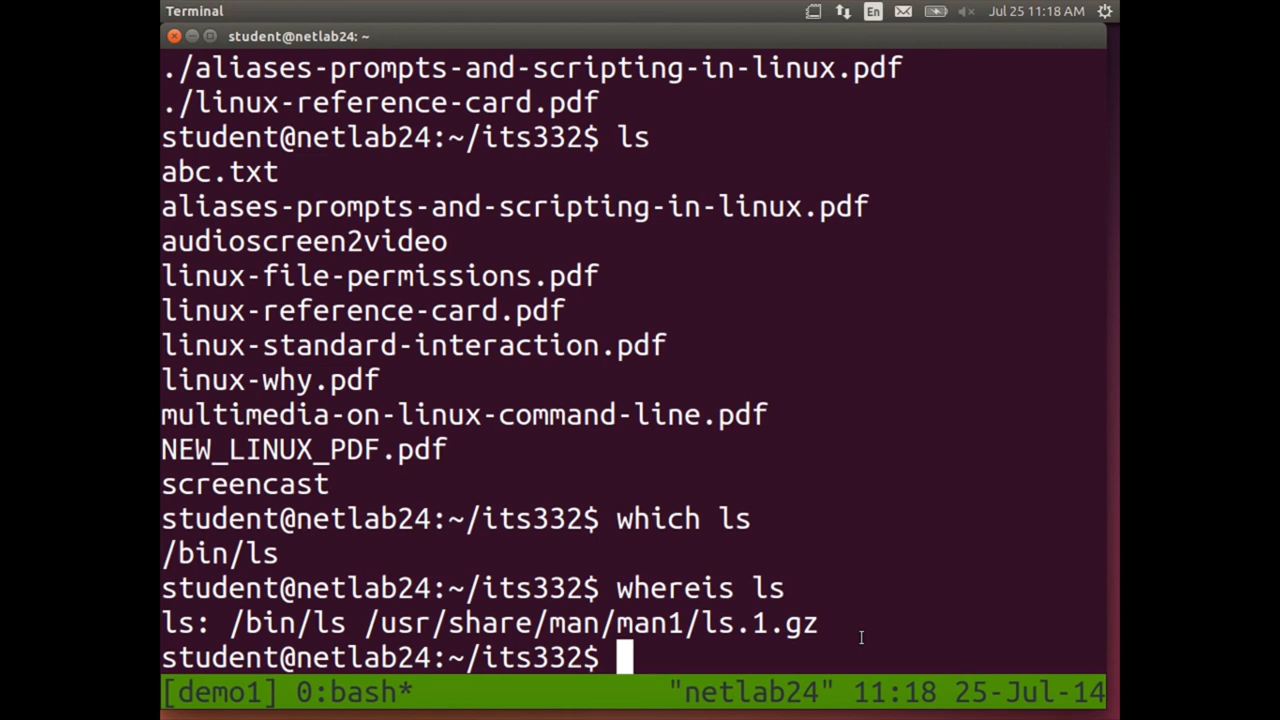 Terminal
En
Jul 25 11:18 AM
student@netlab24: ~
./aliases-prompts-and-scripting-in-linux.pdf
./linux-reference-card.pdf
student@netlab24:~/its332$ ls
abc.txt
aliases-prompts-and-scripting-in-linux.pdf
audioscreen2video
linux-file-permissions.pdf
linux-reference-card.pdf
linux-standard-interaction.pdf
linux-why.pdf
multimedia-on-linux-command-line.pdf
NEW_LINUX_PDF.pdf
screencast
student@netlab24:~/its332$ which ls
/bin/ls
student@netlab24:~/its332$ whereis ls
ls: /bin/ls /usr/share/man/man1/ls.1.gz
student@netlab24:~/its332$
[demo1] 0:bash* "netlab24" 11:18 25-Jul-14